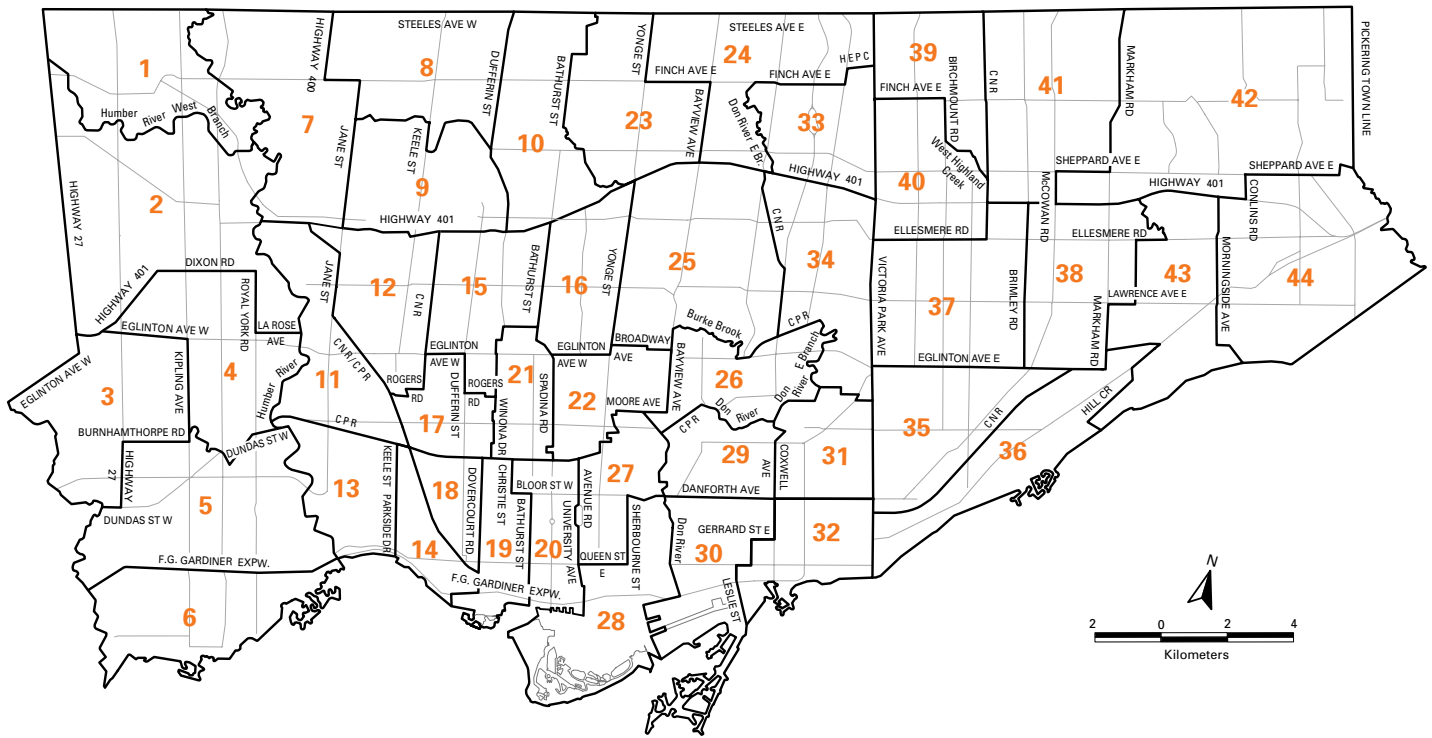 STEELES AVE W
STEELES AVE E
HIGHWAY 400
DUFFERIN ST
BATHURST ST
YONGE ST
FINCH AVE E
FINCH AVE E
HEPC
FINCH AVE E
BIRCHMOUNT RD
CNR
MARKHAM RD
PICKERING TOWN LINE
1
8
24
39
41
42
Humber
River
West
Branch
7
JANE ST
KEELE ST
10
23
BAYVIEW AVE
Don River E Br.
33
West Highland
Creek
SHEPPARD AVE E
SHEPPARD AVE E
HIGHWAY 27
2
9
HIGHWAY 401
HIGHWAY 401
40
McCOWAN RD
HIGHWAY 401
CONLINS RD
ELLESMERE RD
ELLESMERE RD
DIXON RD
HIGHWAY 401
ROYAL YORK RD
JANE ST
12
CNR
15
BATHURST ST
16
YONGE ST
25
CNR
34
VICTORIA PARK AVE
37
BRIMLEY RD
38
MARKHAM RD
LAWRENCE AVE E
43
MORNINGSIDE AVE
44
EGLINTON AVE W
LA ROSE
AVE
CNR/CPR
EGLINTON
AVE W
EGLINTON
AVE W
BROADWAY
AVE
Burke Brook
CPR
EGLINTON AVE E
EGLINTON AVE W
3
KIPLING AVE
4
Humber
River
11
ROGERS
RD
DUFFERIN ST
ROGERS
RD
21
WINONA DR
SPADINA RD
22
MOORE AVE
BAYVIEW AVE
26
Don
River
Don
River
E Branch
HILL CR
BURNHAMTHORPE RD
DUNDAS ST W
CPR
17
CPR
35
CNR
36
HIGHWAY
27
5
DUNDAS ST W
13
KEELE ST
PARKSIDE DR
18
DOVERCOURT RD
CHRISTIE ST
BLOOR ST W
BATHURST ST
UNIVERSITY AVE
AVENUE RD
27
SHERBOURNE ST
29
DANFORTH AVE
COXWELL
AVE
31
F.G. GARDINER EXPW.
14
19
20
QUEEN ST
E
Don River
GERRARD ST E
30
32
F.G. GARDINER EXPW.
6
28
LESLIE ST
N
2
0
2
4
Kilometers